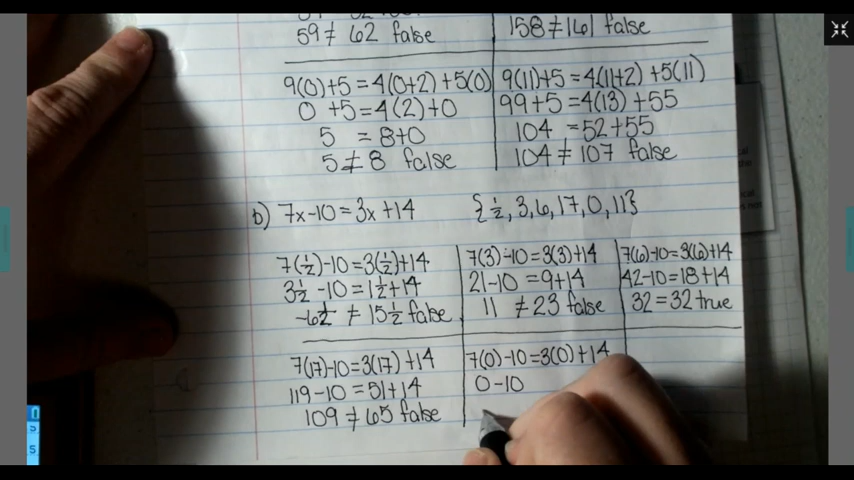 59 ≠ 62 false
158 ≠ 161 false
9(0)+5=4(0+2)+5(0)
0 +5=4(2)+0
5 = 8+0
5 ≠ 8 false
9(11)+5=4(11+2)+5(11)
99+5=4(13)+55
104 =52+55
104 ≠ 107 false
b) 7x-10=3x+14 {½, 3, 6, 17, 0, 11}
7(½)-10=3(½)+14
3½ -10=1½+14
-6½ ≠ 15½ false
7(3)-10=3(3)+14
21-10=9+14
11 ≠ 23 false
7(6)-10=3(6)+14
42-10=18+14
32=32 true
7(17)-10=3(17)+14
119-10=51+14
109 ≠ 65 false
7(0)-10=3(0)+14
0-10